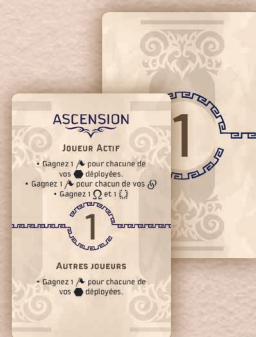 ASCENSION
JOUEUR ACTIF
• Gagnez 1 pour chacune de
vos déployées.
• Gagnez 1 pour chacun de vos
• Gagnez 1 et 1
1
AUTRES JOUEURS
• Gagnez 1 pour chacune de
vos déployées.
1